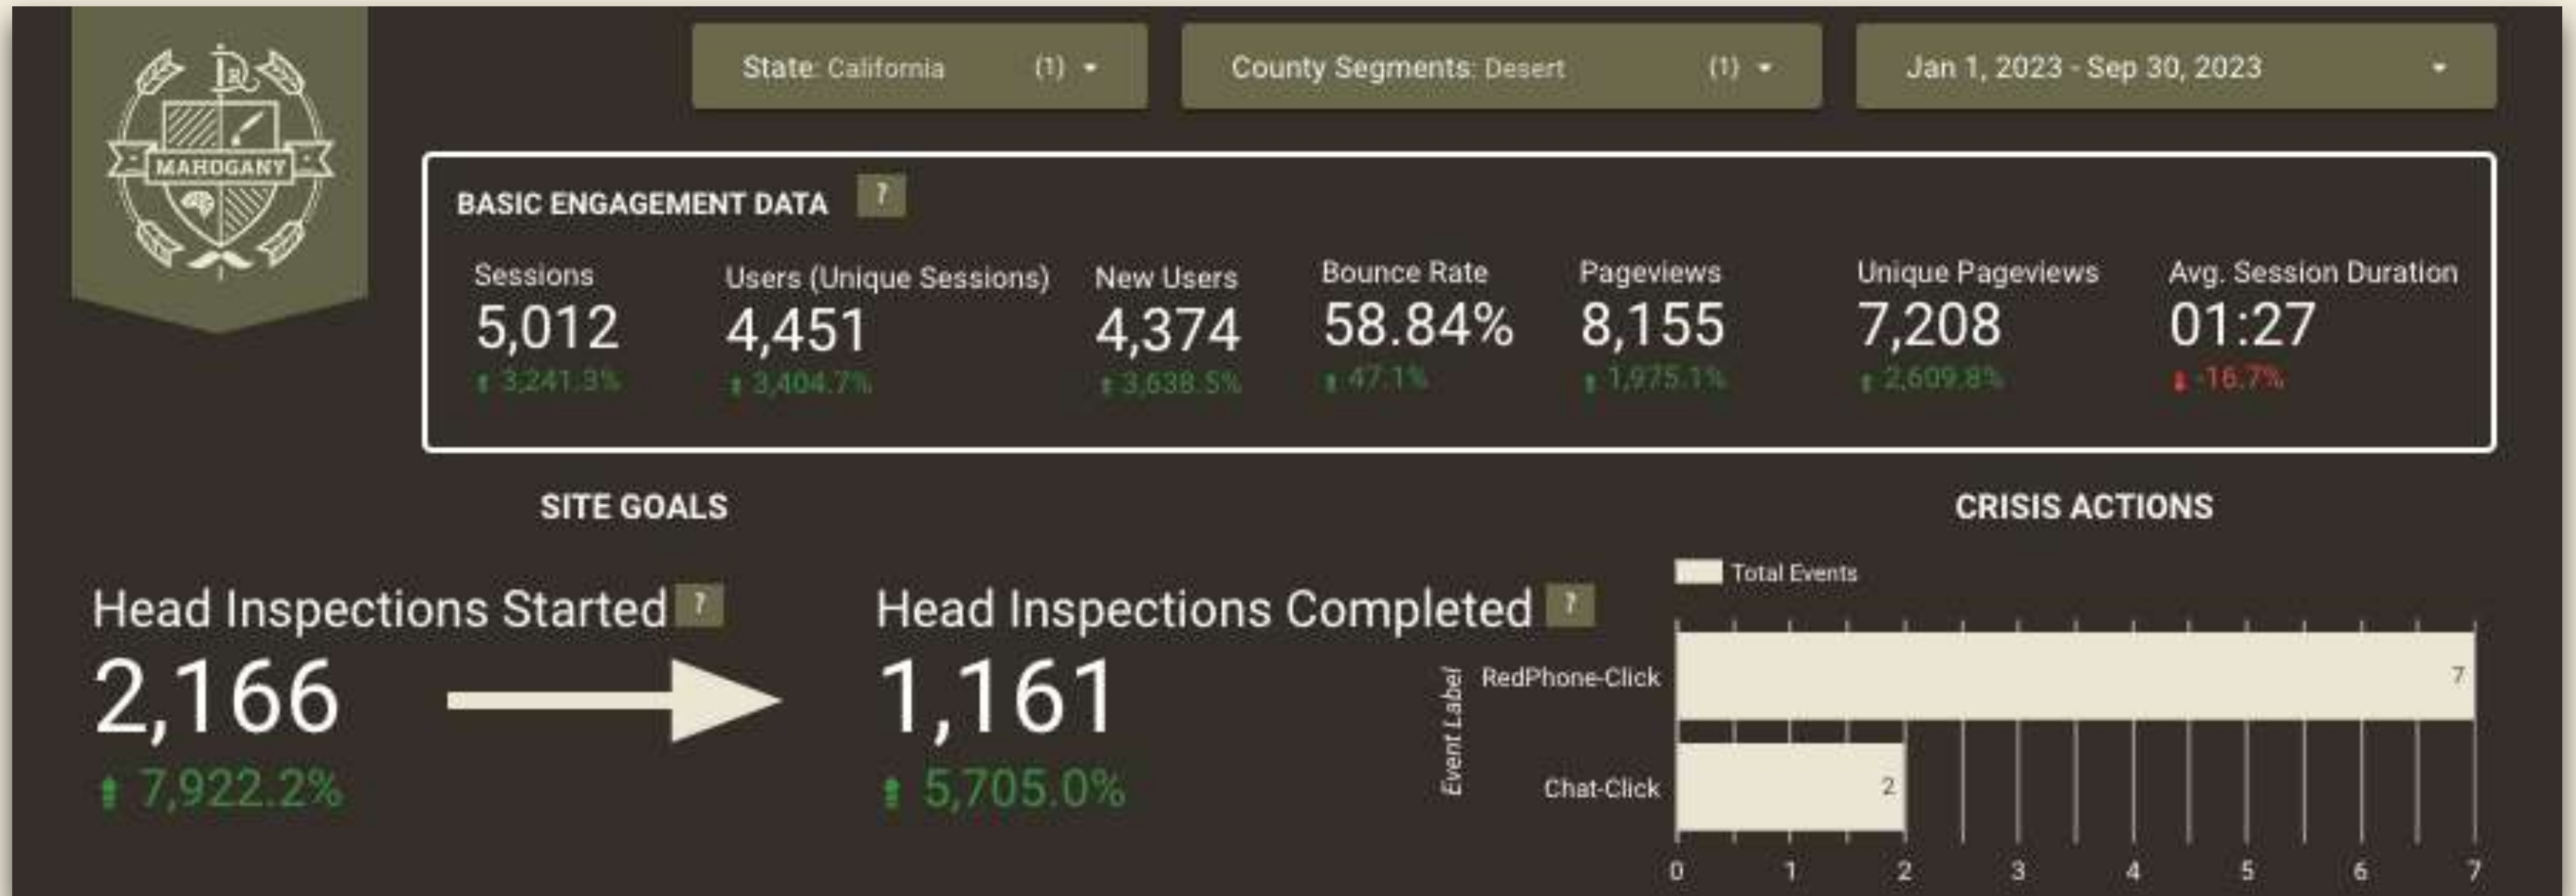 DR
MAHOGANY
State: California (1)
County Segments: Desert (1)
Jan 1, 2023 - Sep 30, 2023
BASIC ENGAGEMENT DATA ?
Sessions
5,012
3,241.3%
Users (Unique Sessions)
4,451
3,404.7%
New Users
4,374
3,638.5%
Bounce Rate
58.84%
47.1%
Pageviews
8,155
1,975.1%
Unique Pageviews
7,208
2,609.8%
Avg. Session Duration
01:27
-16.7%
SITE GOALS
Head Inspections Started ?
2,166
7,922.2%
Head Inspections Completed ?
1,161
5,705.0%
CRISIS ACTIONS
Total Events
Event Label
RedPhone-Click
7
Chat-Click
2
0 1 2 3 4 5 6 7